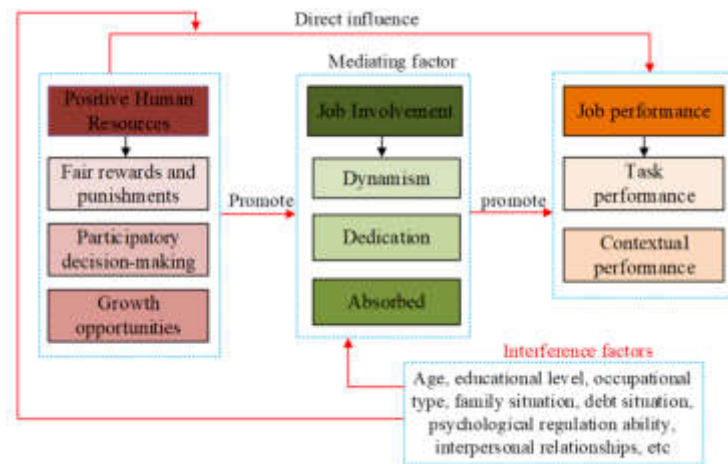 Direct influence
Mediating factor
Positive Human
Resources
Fair rewards and
punishments
Participatory
decision-making
Growth
opportunities
Promote
Job Involvement
Dynamism
Dedication
Absorbed
promote
Job performance
Task
performance
Contextual
performance
Interference factors
Age, educational level, occupational
type, family situation, debt situation,
psychological regulation ability,
interpersonal relationships, etc